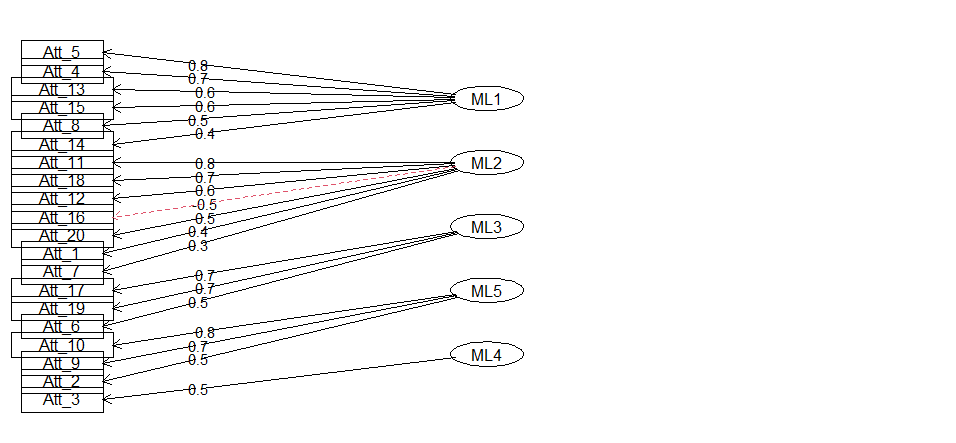 Att_5
Att_4
Att_13
Att_15
Att_8
Att_14
Att_11
Att_18
Att_12
Att_16
Att_20
Att_1
Att_7
Att_17
Att_19
Att_6
Att_10
Att_9
Att_2
Att_3
0.8
0.7
0.6
0.6
0.5
0.4
0.8
0.7
0.6
-0.5
0.5
0.4
0.3
0.7
0.7
0.5
0.8
0.7
0.5
0.5
ML1
ML2
ML3
ML5
ML4